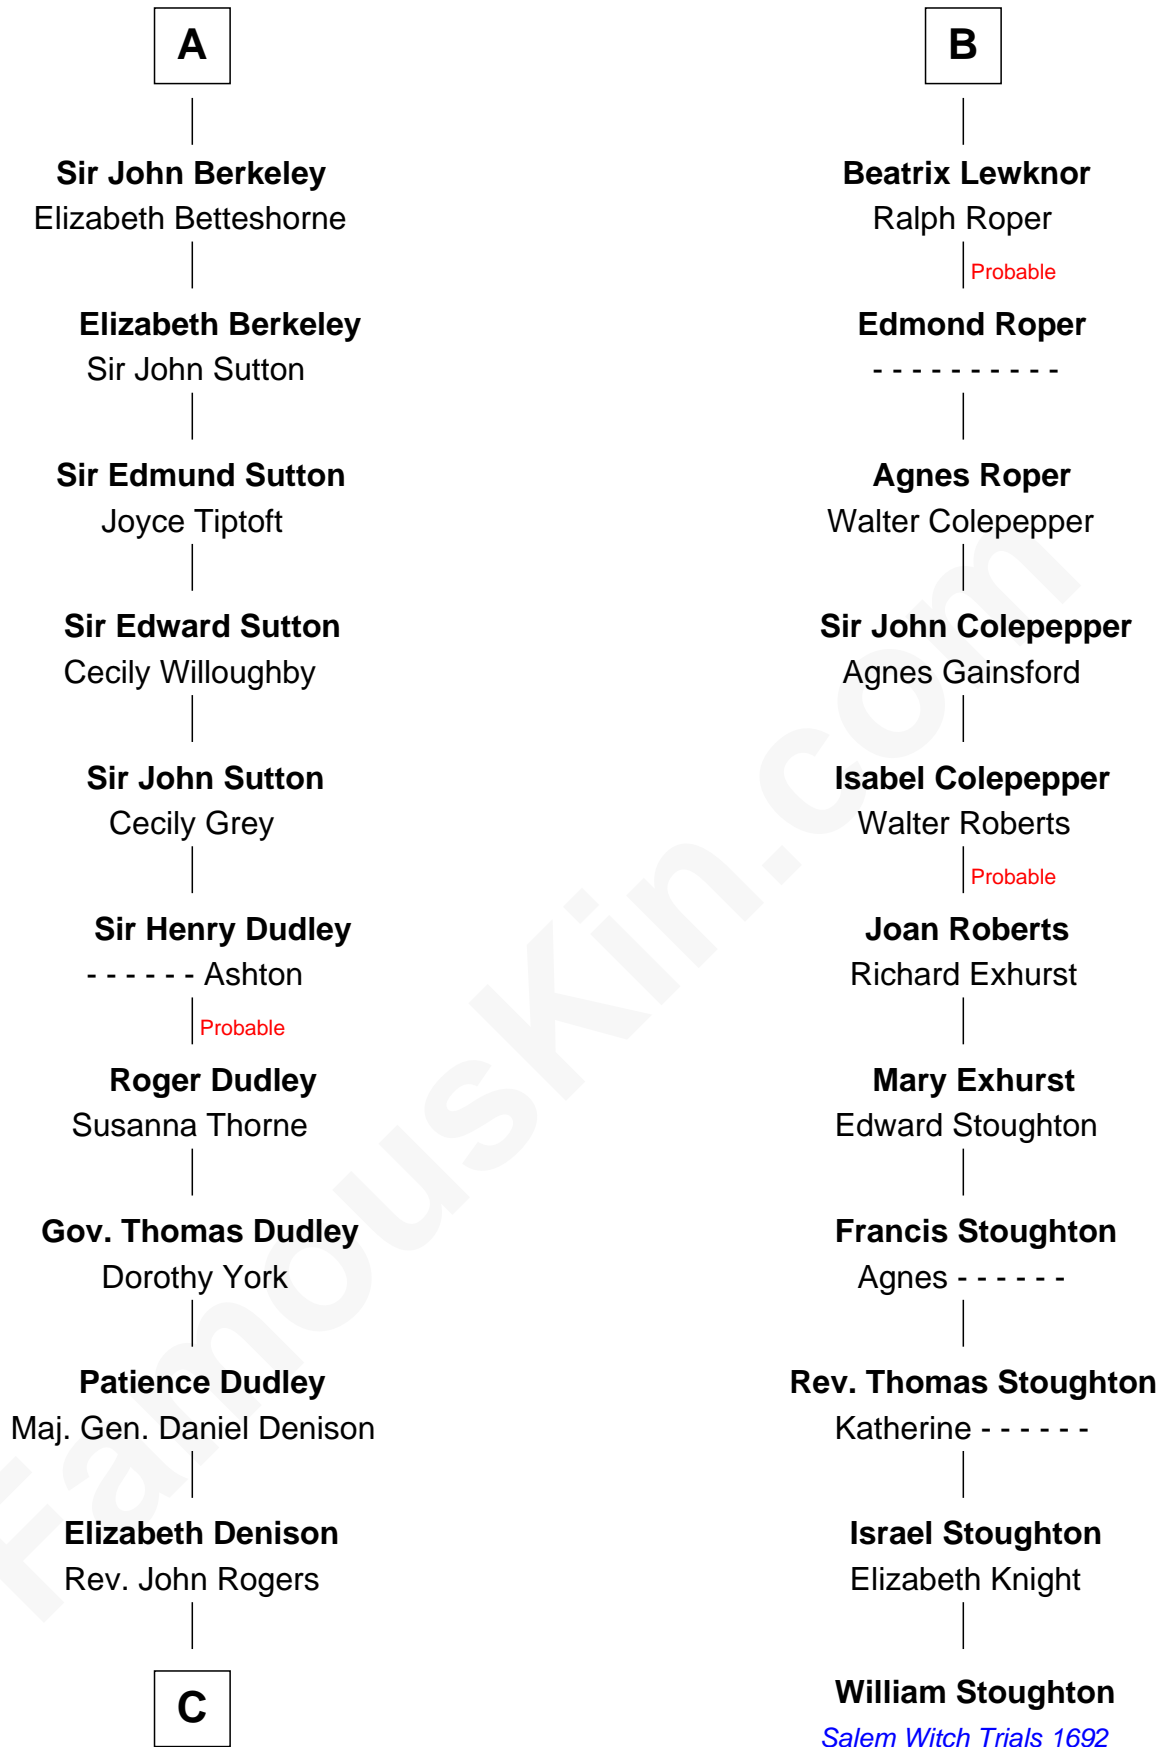 A
Sir John Berkeley
Elizabeth Betteshorne
Elizabeth Berkeley
Sir John Sutton
Sir Edmund Sutton
Joyce Tiptoft
Sir Edward Sutton
Cecily Willoughby
Sir John Sutton
Cecily Grey
Sir Henry Dudley
- - - - - - Ashton
Probable
Roger Dudley
Susanna Thorne
Gov. Thomas Dudley
Dorothy York
Patience Dudley
Maj. Gen. Daniel Denison
Elizabeth Denison
Rev. John Rogers
C
B
Beatrix Lewknor
Ralph Roper
Probable
Edmond Roper
- - - - - - - - - -
Agnes Roper
Walter Colepepper
Sir John Colepepper
Agnes Gainsford
Isabel Colepepper
Walter Roberts
Probable
Joan Roberts
Richard Exhurst
Mary Exhurst
Edward Stoughton
Francis Stoughton
Agnes - - - - - -
Rev. Thomas Stoughton
Katherine - - - - - -
Israel Stoughton
Elizabeth Knight
William Stoughton
Salem Witch Trials 1692
FamousKin.com